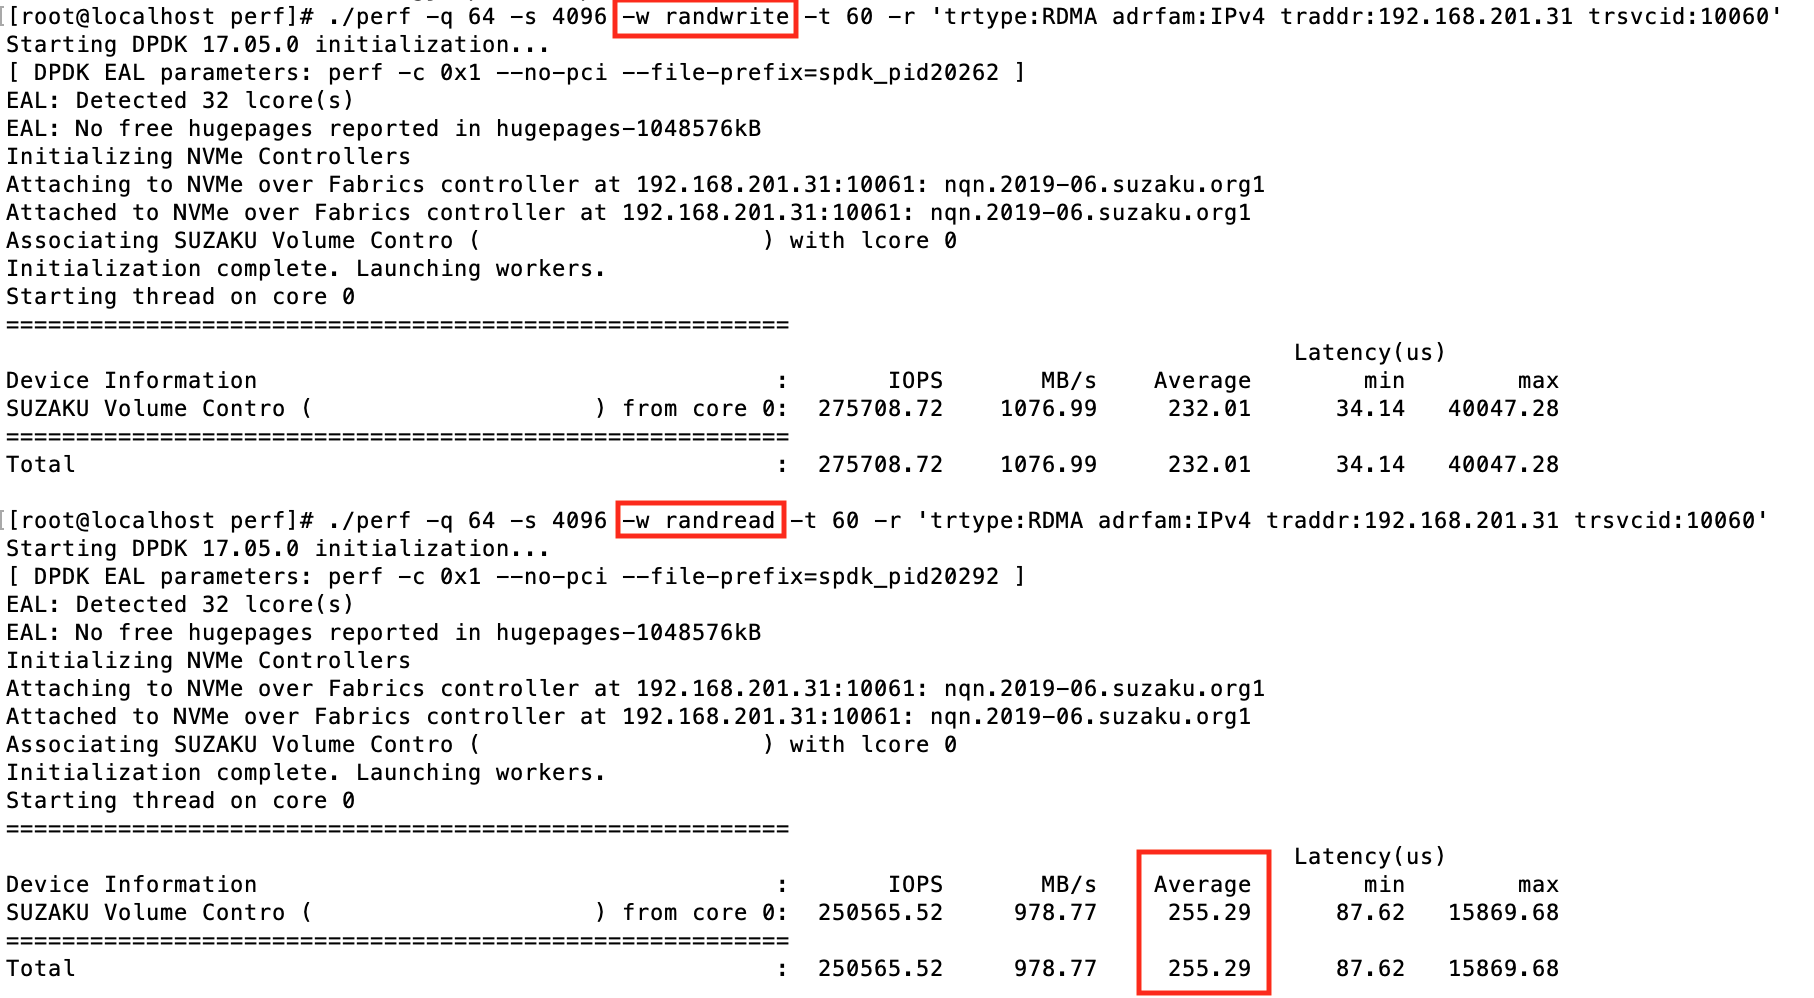 [[root@localhost perf]# ./perf -q 64 -s 4096 -w randwrite -t 60 -r 'trtype:RDMA adrfam:IPv4 traddr:192.168.201.31 trsvcid:10060'
Starting DPDK 17.05.0 initialization...
[ DPDK EAL parameters: perf -c 0x1 --no-pci --file-prefix=spdk_pid20262 ]
EAL: Detected 32 lcore(s)
EAL: No free hugepages reported in hugepages-1048576kB
Initializing NVMe Controllers
Attaching to NVMe over Fabrics controller at 192.168.201.31:10061: nqn.2019-06.suzaku.org1
Attached to NVMe over Fabrics controller at 192.168.201.31:10061: nqn.2019-06.suzaku.org1
Associating SUZAKU Volume Contro (                    ) with lcore 0
Initialization complete. Launching workers.
Starting thread on core 0
========================================================
Latency(us)
Device Information                                     :       IOPS       MB/s    Average        min        max
SUZAKU Volume Contro (                    ) from core 0:  275708.72    1076.99     232.01      34.14   40047.28
========================================================
Total                                                  :  275708.72    1076.99     232.01      34.14   40047.28
[[root@localhost perf]# ./perf -q 64 -s 4096 -w randread -t 60 -r 'trtype:RDMA adrfam:IPv4 traddr:192.168.201.31 trsvcid:10060'
Starting DPDK 17.05.0 initialization...
[ DPDK EAL parameters: perf -c 0x1 --no-pci --file-prefix=spdk_pid20292 ]
EAL: Detected 32 lcore(s)
EAL: No free hugepages reported in hugepages-1048576kB
Initializing NVMe Controllers
Attaching to NVMe over Fabrics controller at 192.168.201.31:10061: nqn.2019-06.suzaku.org1
Attached to NVMe over Fabrics controller at 192.168.201.31:10061: nqn.2019-06.suzaku.org1
Associating SUZAKU Volume Contro (                    ) with lcore 0
Initialization complete. Launching workers.
Starting thread on core 0
========================================================
Latency(us)
Device Information                                     :       IOPS       MB/s    Average        min        max
SUZAKU Volume Contro (                    ) from core 0:  250565.52     978.77     255.29      87.62   15869.68
========================================================
Total                                                  :  250565.52     978.77     255.29      87.62   15869.68